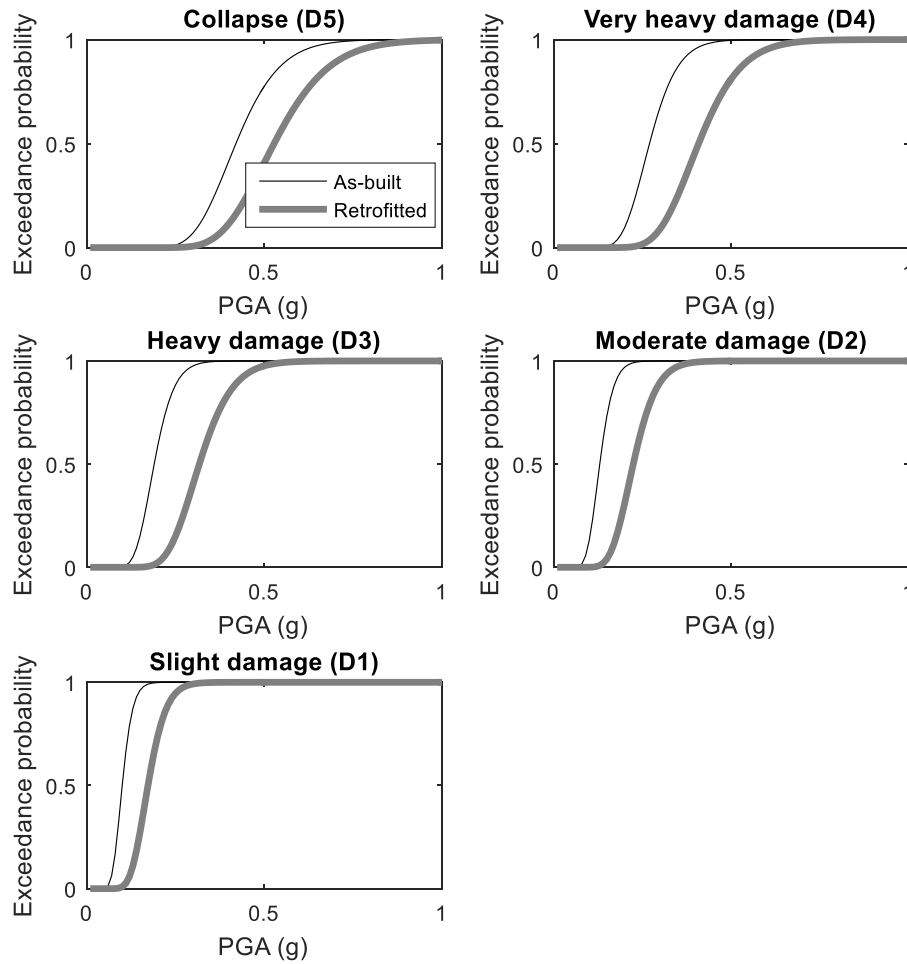 Collapse (D5)
Exceedance probability
1
0.5
0
As-built
Retrofitted
0
0.5
1
PGA (g)
Very heavy damage (D4)
Exceedance probability
1
0.5
0
0
0.5
1
PGA (g)
Heavy damage (D3)
Exceedance probability
1
0.5
0
0
0.5
1
PGA (g)
Moderate damage (D2)
Exceedance probability
1
0.5
0
0
0.5
1
PGA (g)
Slight damage (D1)
Exceedance probability
1
0.5
0
0
0.5
1
PGA (g)